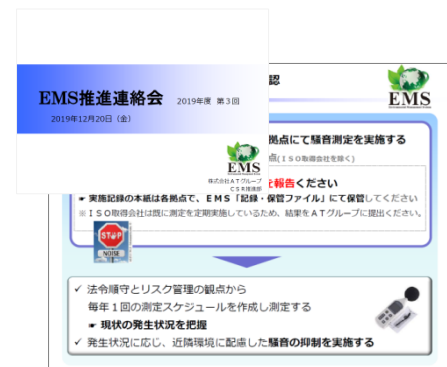 EMS推進連絡会 2019年度 第3回
2019年12月20日（金）
EMS
株式会社ATグループ
CSR推進部
認
EMS
拠点にて騒音測定を実施する
点(ISO取得会社を除く)
を報告ください
☛ 実施記録の本紙は各拠点で、EMS「記録・保管ファイル」にて保管してください
※ISO取得会社は既に測定を定期実施しているため、結果をATグループに提出ください。
STOP
NOISE
✓ 法令順守とリスク管理の観点から
毎年1回の測定スケジュールを作成し測定する
☛ 現状の発生状況を把握
✓ 発生状況に応じ、近隣環境に配慮した騒音の抑制を実施する